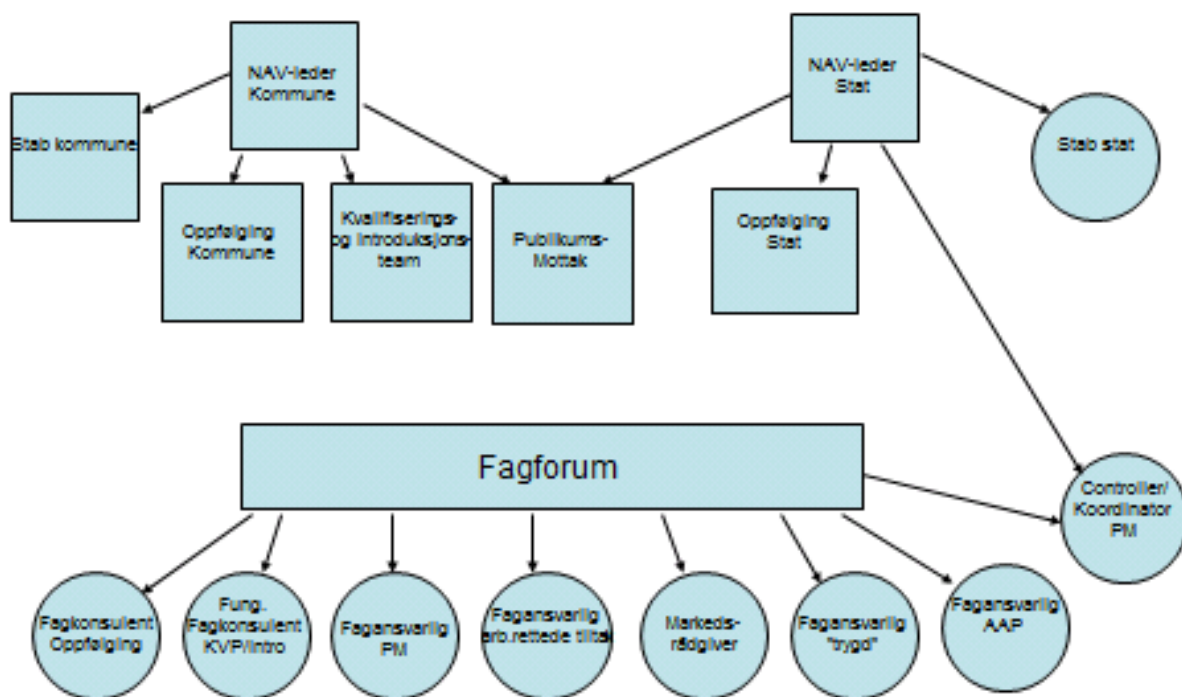 NAV-leder
Kommune
NAV-leder
Stat
Stab kommune
Stab stat
Oppfølging
Kommune
Kvalifiserings-
og introduksjons-
team
Publikums-
Mottak
Oppfølging
Stat
Fagforum
Controller/
Koordinator
PM
Fagkonsulent
Oppfølging
Fung.
Fagkonsulent
KVP/Intro
Fagansvarlig
PM
Fagansvarlig
arb.rettede tiltak
Markeds-
rådgiver
Fagansvarlig
"trygd"
Fagansvarlig
AAP